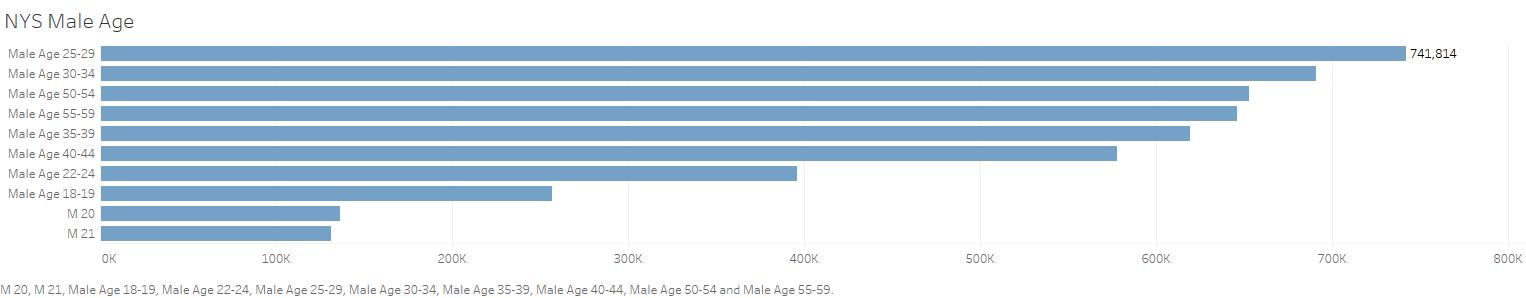 NYS Male Age
Male Age 25-29 741,814
Male Age 30-34
Male Age 50-54
Male Age 55-59
Male Age 35-39
Male Age 40-44
Male Age 22-24
Male Age 18-19
M 20
M 21
0K 100K 200K 300K 400K 500K 600K 700K 800K
M 20, M 21, Male Age 18-19, Male Age 22-24, Male Age 25-29, Male Age 30-34, Male Age 35-39, Male Age 40-44, Male Age 50-54 and Male Age 55-59.